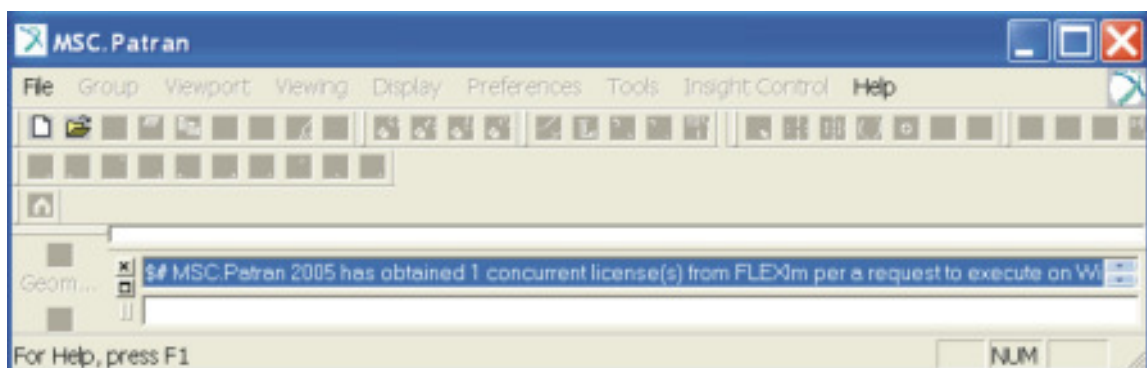 MSC.Patran
File Group Viewport Viewing Display Preferences Tools Insight Control Help
$# MSC.Patran 2005 has obtained 1 concurrent license(s) from FLEXlm per a request to execute on Wi
Geom...
For Help, press F1 NUM